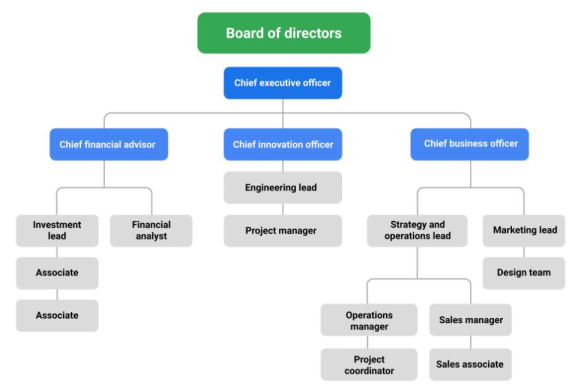 Board of directors
Chief executive officer
Chief financial advisor
Chief innovation officer
Chief business officer
Engineering lead
Investment
lead
Financial
analyst
Project manager
Strategy and
operations lead
Marketing lead
Associate
Design team
Associate
Operations
manager
Sales manager
Project
coordinator
Sales associate